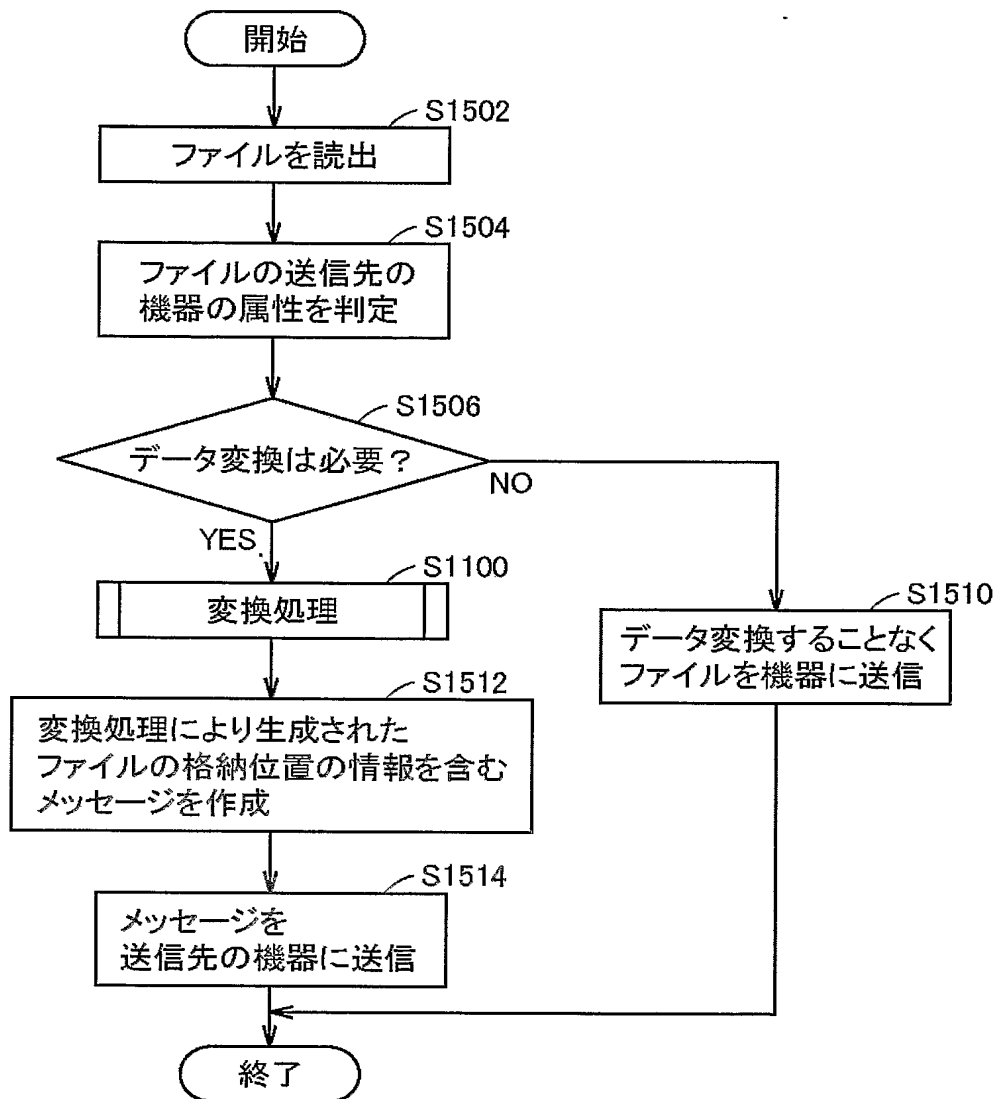 開始
S1502
ファイルを読出
S1504
ファイルの送信先の
機器の属性を判定
S1506
データ変換は必要？
NO
YES
S1100
変換処理
S1510
データ変換することなく
ファイルを機器に送信
S1512
変換処理により生成された
ファイルの格納位置の情報を含む
メッセージを作成
S1514
メッセージを
送信先の機器に送信
終了